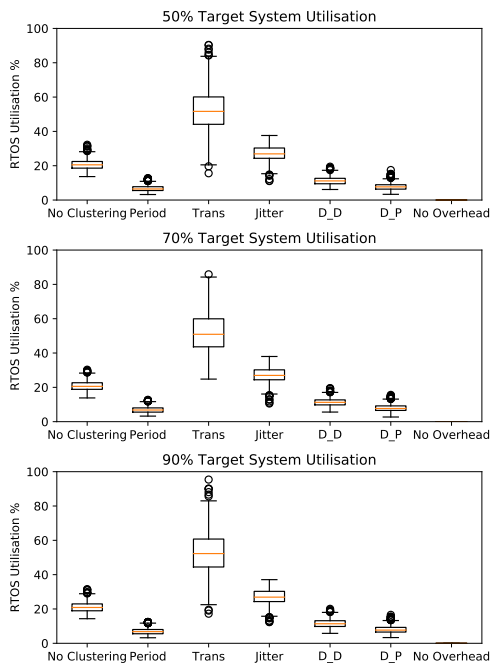 50% Target System Utilisation
RTOS Utilisation %
100
80
60
40
20
0
No Clustering Period Trans Jitter D_D D_P No Overhead
70% Target System Utilisation
RTOS Utilisation %
100
80
60
40
20
0
No Clustering Period Trans Jitter D_D D_P No Overhead
90% Target System Utilisation
RTOS Utilisation %
100
80
60
40
20
0
No Clustering Period Trans Jitter D_D D_P No Overhead